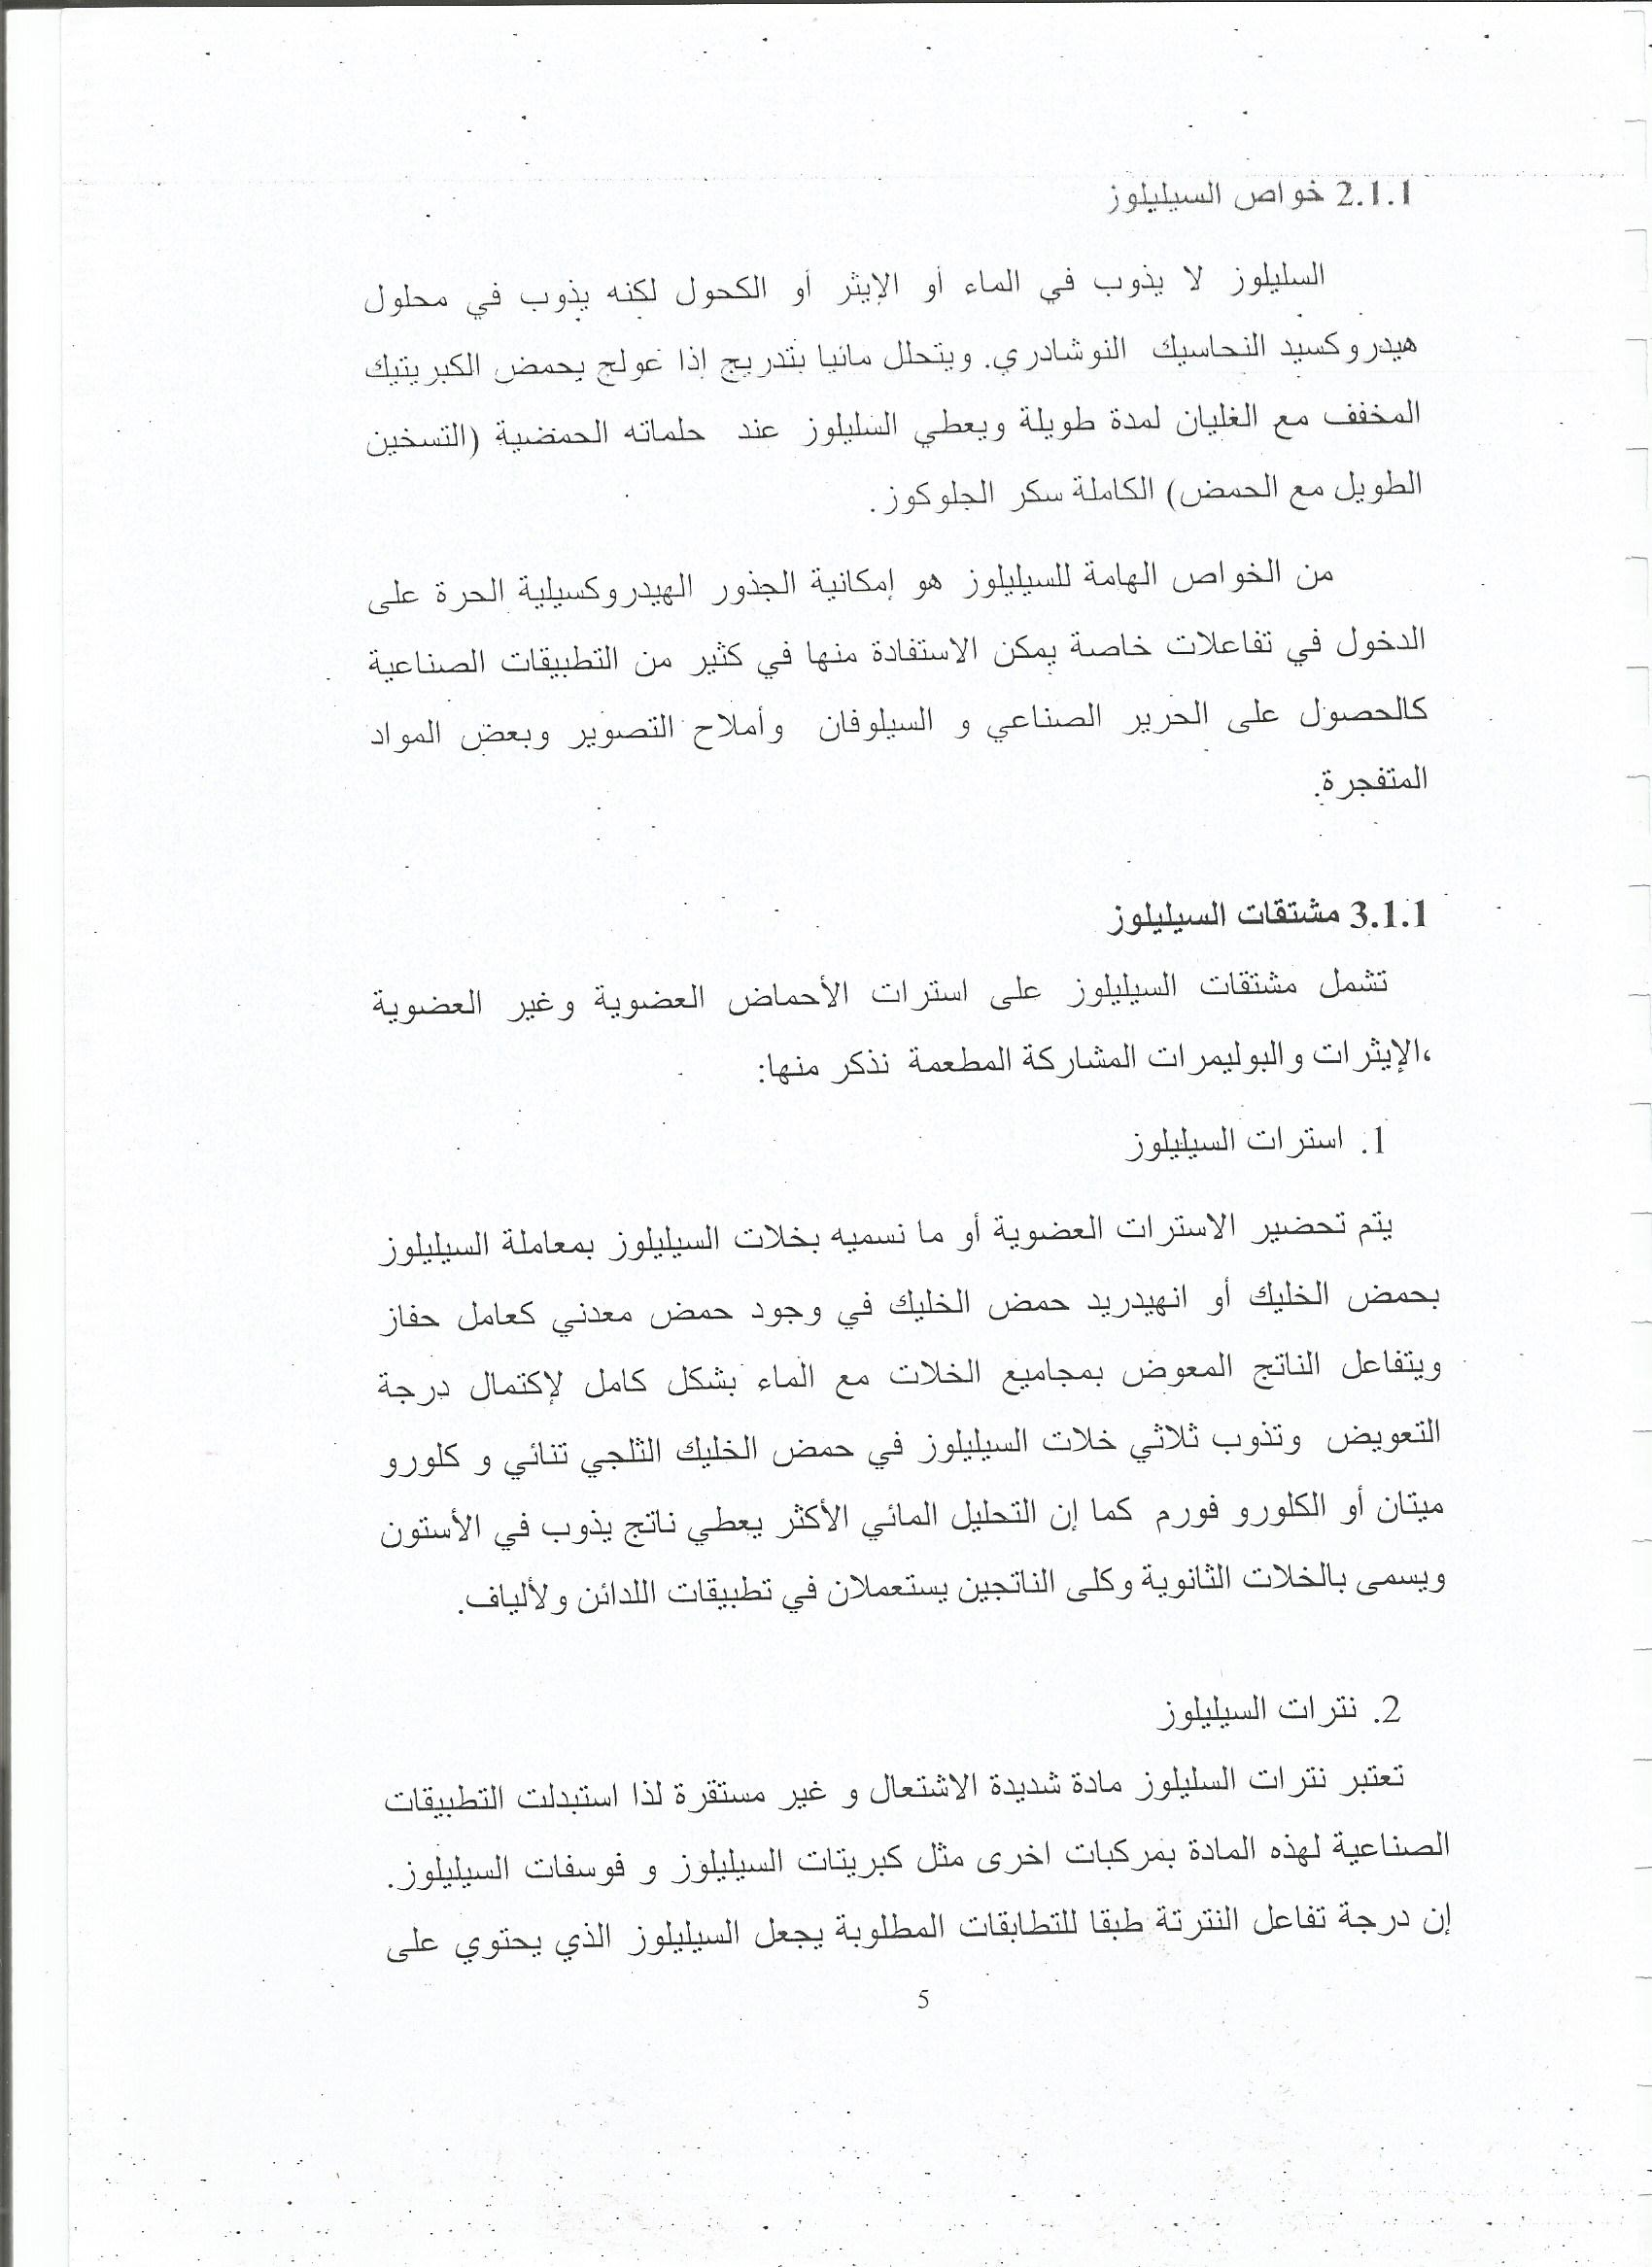 2.1.1 خواص السيليلوز
السليلوز لا يذوب في الماء أو الإيثر أو الكحول لكنه يذوب في محلول
هيدروكسيد النحاسيك النوشادري. ويتحلل مانيا بتدريج إذا عولج يحمض الكبريتيك
المخفف مع الغليان لمدة طويلة ويعطي السليلوز عند حلماته الحمضية (التسخين
الطويل مع الحمض) الكاملة سكر الجلوكوز.
من الخواص الهامة للسيليلوز هو إمكانية الجذور الهيدروكسيلية الحرة على
الدخول في تفاعلات خاصة يمكن الاستفادة منها في كثير من التطبيقات الصناعية
كالحصول على الحرير الصناعي و السيلوفان وأملاح التصوير وبعض المواد
المتفجرة.
3.1.1 مشتقات السيليلوز
تشمل مشتقات السيليلوز على استرات الأحماض العضوية وغير العضوية
،الإيثرات والبوليمرات المشاركة المطعمة نذكر منها:
1. استرات السيليلوز
يتم تحضير الاسترات العضوية أو ما نسميه بخلات السيليلوز بمعاملة السيليلوز
بحمض الخليك أو انهيدريد حمض الخليك في وجود حمض معدني كعامل حفاز
ويتفاعل الناتج المعوض بمجاميع الخلات مع الماء بشكل كامل لإكتمال درجة
التعويض وتذوب ثلاثي خلات السيليلوز في حمض الخليك الثلجي تنائي و كلورو
ميتان أو الكلورو فورم كما إن التحليل المائي الأكثر يعطي ناتج يذوب في الأستون
ويسمى بالخلات الثانوية وكلى الناتجين يستعملان في تطبيقات اللدائن ولألياف.
2. نترات السيليلوز
تعتبر نترات السليلوز مادة شديدة الاشتعال و غير مستقرة لذا استبدلت التطبيقات
الصناعية لهذه المادة بمركبات اخرى مثل كبريتات السيليلوز و فوسفات السيليلوز.
إن درجة تفاعل النترتة طبقا للتطابقات المطلوبة يجعل السيليلوز الذي يحتوي على
5